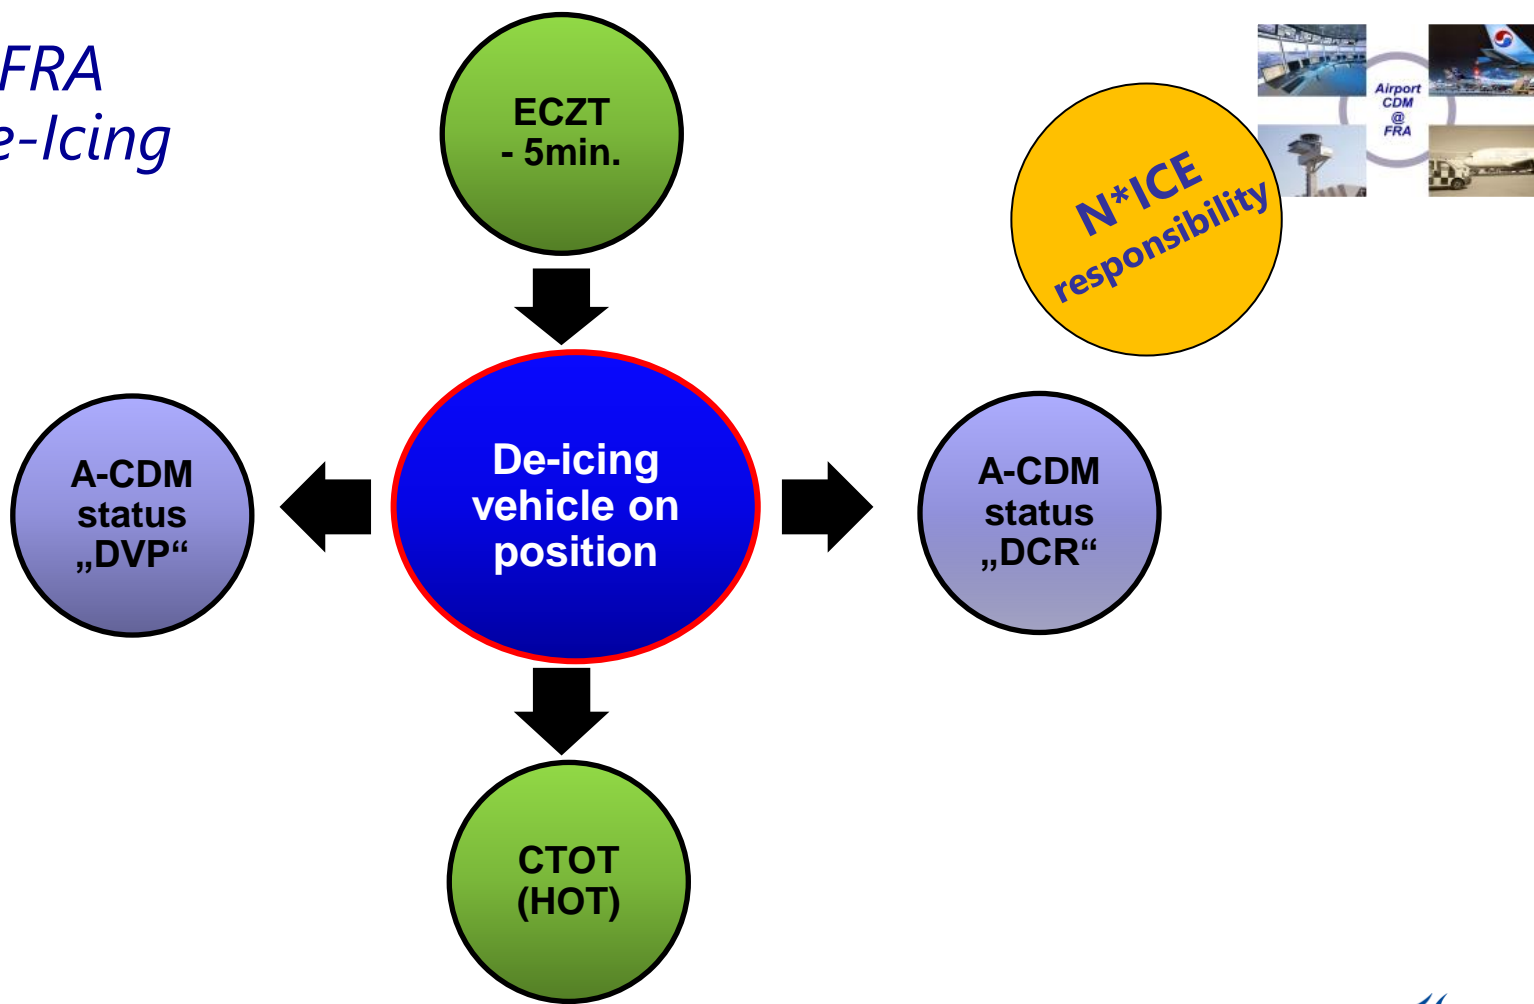 FRA
e-Icing
ECZT
- 5min.
Airport
CDM
@
FRA
N*ICE
responsibility
A-CDM
status
„DVP“
De-icing
vehicle on
position
A-CDM
status
„DCR“
CTOT
(HOT)